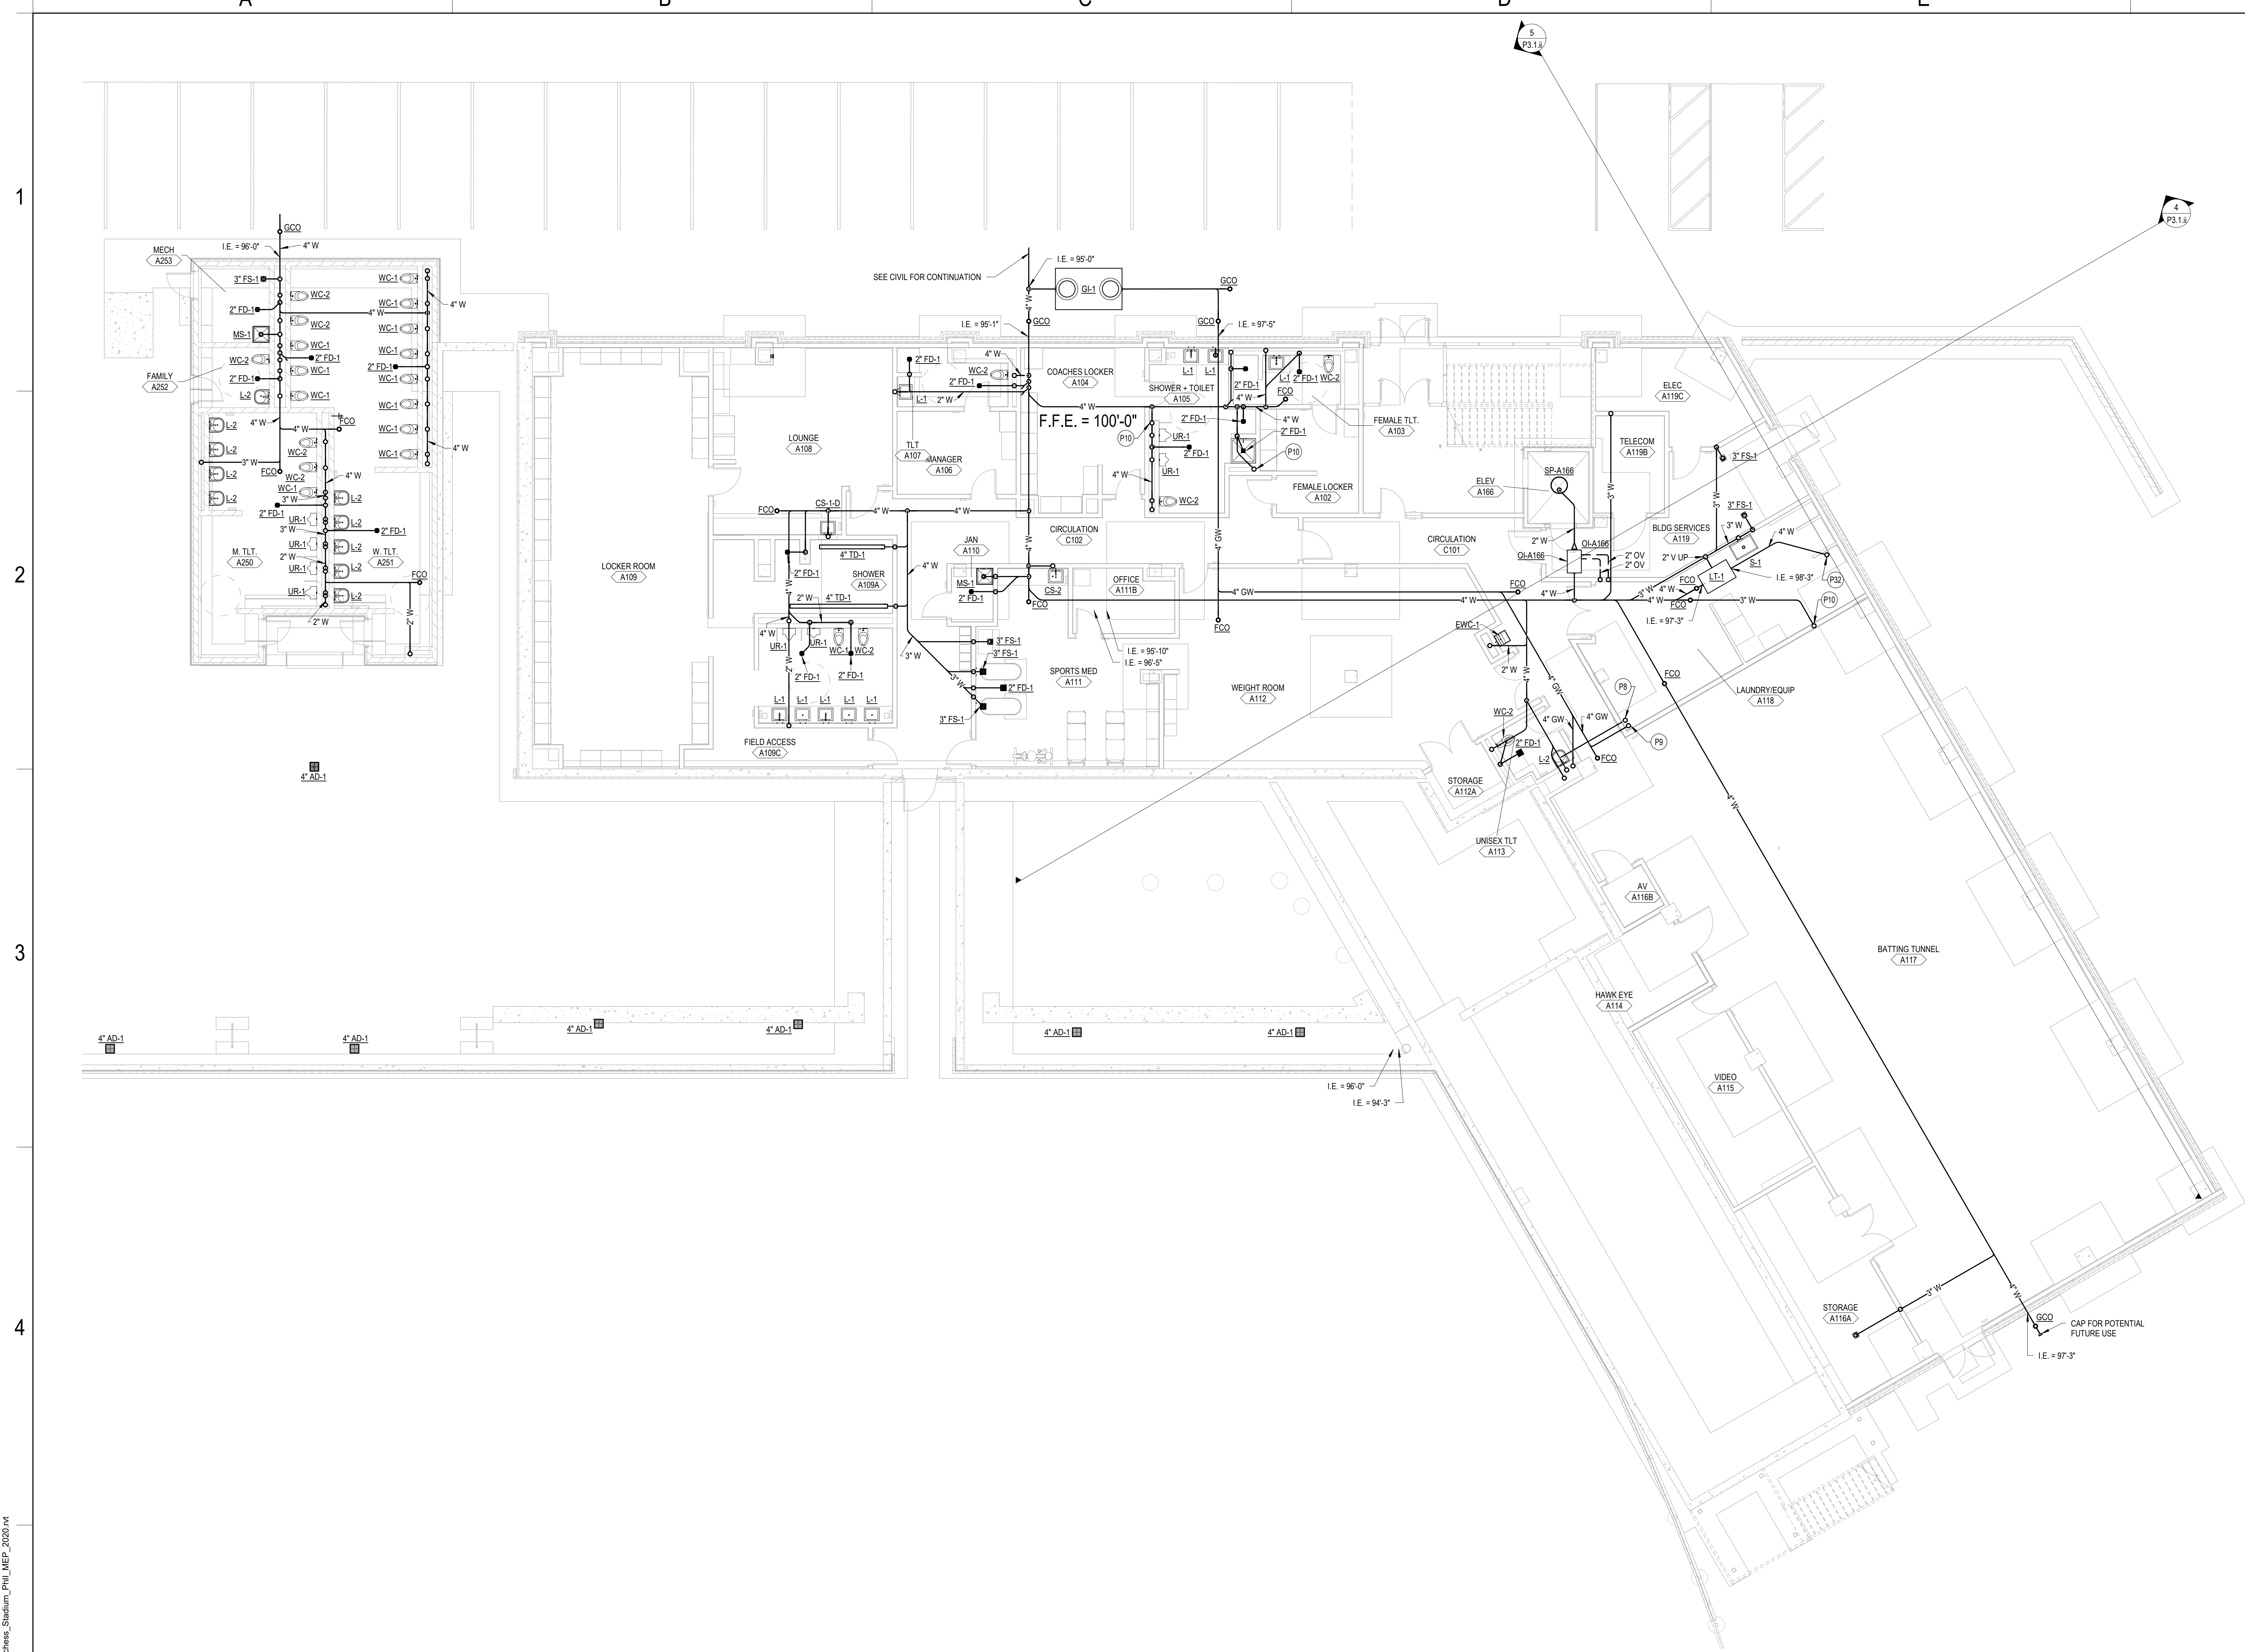 A
B
C
D
E
1
2
3
4
5
P3.1.ii
4
P3.1.ii
GCO
I.E. = 96'-0"
4" W
MECH
A253
3" FS-1
WC-2
WC-1
WC-1
4" W
2" FD-1
4" W
WC-2
WC-1
MS-1
WC-1
WC-1
2" FD-1
WC-2
2" FD-1
FAMILY
A252
2" FD-1
WC-1
WC-1
L-2
WC-1
WC-1
4" W
4" W
FCO
WC-1
4" W
L-2
WC-2
L-2
3" W
FCO
WC-2
4" W
WC-1
L-2
WC-1
3" W
L-2
L-2
2" FD-1
UR-1
L-2
3" W
2" FD-1
UR-1
L-2
M. TLT.
A250
2" W
W. TLT.
A251
UR-1
L-2
FCO
UR-1
L-2
2" W
2" W
4" AD-1
4" AD-1
4" AD-1
4" AD-1
4" AD-1
4" AD-1
4" AD-1
SEE CIVIL FOR CONTINUATION
I.E. = 95'-0"
GI-1
GCO
4" W
GCO
GCO
I.E. = 95'-1"
I.E. = 97'-5"
4" W
2" FD-1
WC-2
2" FD-1
L-1
2" W
COACHES LOCKER
A104
L-1
L-1
SHOWER + TOILET
A105
2" FD-1
L-1
2" FD-1
WC-2
4" W
FCO
4" W
F.F.E. = 100'-0"
2" FD-1
4" W
2" FD-1
FEMALE TLT.
A103
P10
UR-1
2" FD-1
P10
UR-1
4" W
WC-2
LOUNGE
A108
TLT
A107
MANAGER
A106
FEMALE LOCKER
A102
ELEC
A119C
TELECOM
A119B
3" FS-1
SP-A166
ELEV
A166
3" W
3" W
3" FS-1
BLDG SERVICES
A119
3" W
4" W
2" W
OI-A166
OI-A166
2" OV
2" OV
2" V UP
S-1
LT-1
I.E. = 98'-3"
P32
FCO
4" W
3" W
4" W
FCO
3" W
P10
I.E. = 97'-3"
CS-1-D
FCO
4" W
4" W
CIRCULATION
C102
4" W
4" GW
CIRCULATION
C101
4" TD-1
JAN
A110
2" FD-1
SHOWER
A109A
4" W
MS-1
2" FD-1
CS-2
FCO
OFFICE
A111B
4" GW
FCO
4" W
4" W
LOCKER ROOM
A109
4" W
2" W
4" TD-1
4" W
UR-1
UR-1
WC-1
WC-2
2" FD-1
2" FD-1
2" W
3" W
3" FS-1
3" FS-1
3" W
2" FD-1
3" FS-1
FCO
I.E. = 95'-10"
I.E. = 96'-5"
SPORTS MED
A111
WEIGHT ROOM
A112
EWC-1
2" W
4" W
4" GW
FCO
LAUNDRY/EQUIP
A118
L-1
L-1
L-1
L-1
L-1
FIELD ACCESS
A109C
WC-2
P8
4" GW
4" GW
P9
2" FD-1
L-2
FCO
STORAGE
A112A
4" W
UNISEX TLT
A113
AV
A116B
BATTING TUNNEL
A117
HAWK EYE
A114
VIDEO
A115
I.E. = 96'-0"
I.E. = 94'-3"
3" W
STORAGE
A116A
4" W
GCO
CAP FOR POTENTIAL
FUTURE USE
I.E. = 97'-3"
chess_Stadium_PhII_MEP_2020.rvt